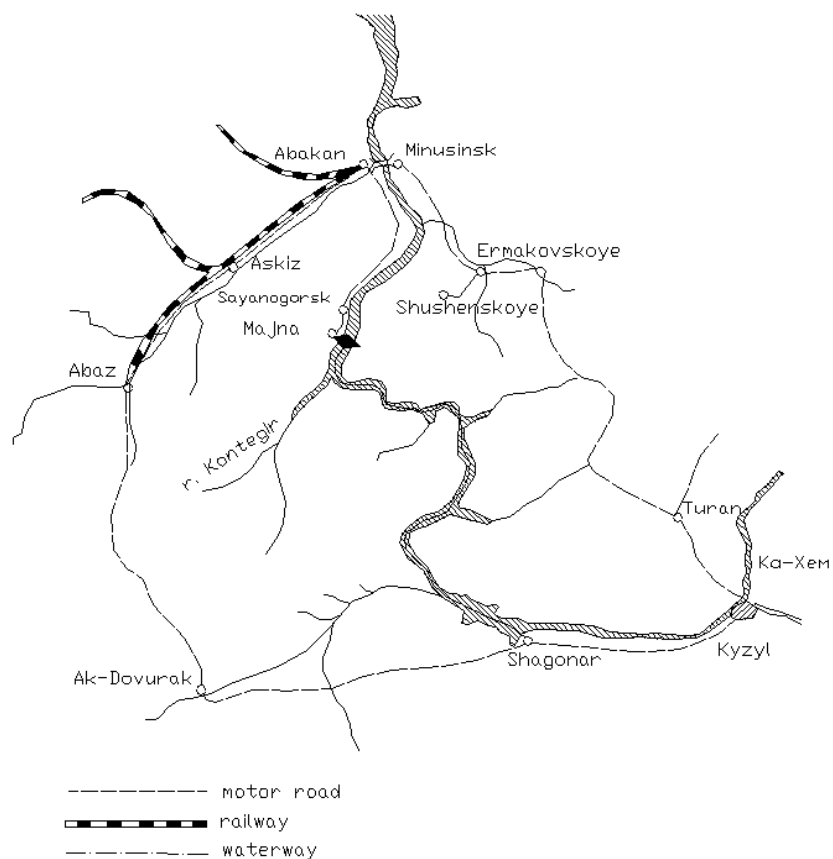 Abakan
Minusinsk
Ermakovskoye
Askiz
Sayanogorsk
Shushenskoye
Majna
Abaz
r. Kontegir
Turan
Ka-Xем
Kyzyl
Shagonar
Ak-Dovurak
motor road
railway
waterway